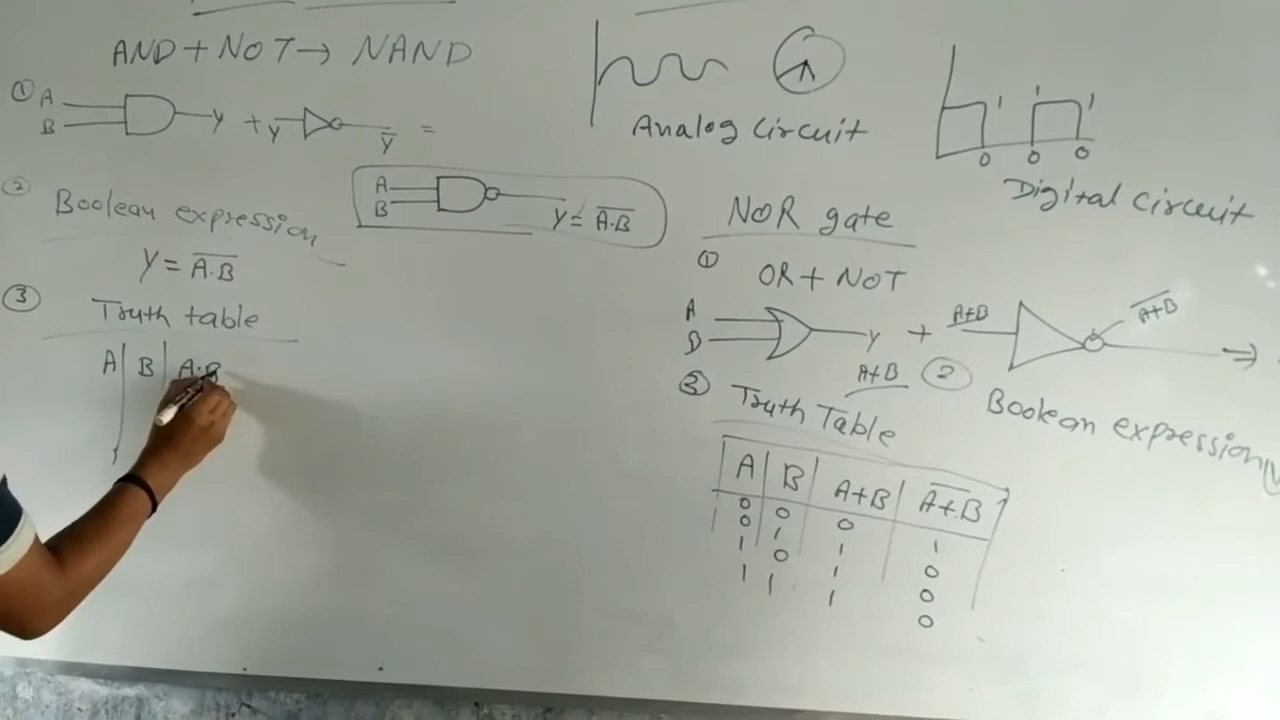 AND + NOT → NAND
① A
B
Y + Y Y̅ =
② Boolean expression
A
B
Y = A̅.̅B̅
Y = A̅.̅B̅
③ Truth table
A | B | A.B
Analog Circuit
1 1
0 0 0
Digital Circuit
NOR gate
① OR + NOT
A
B
Y + A+B A̅+̅B̅ ⇒
A+B
② Boolean expression
③ Truth Table
A | B | A+B | A̅+̅B̅
0 0 0 1
0 1 1 0
1 0 1 0
1 1 1 0